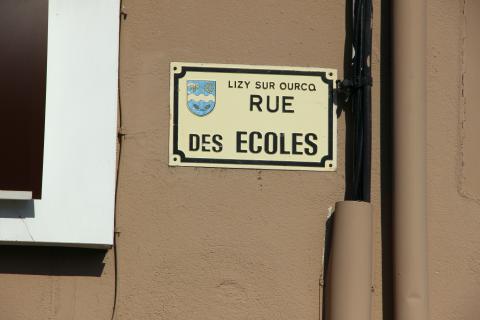 LIZY SUR OURCQ
RUE
DES ECOLES